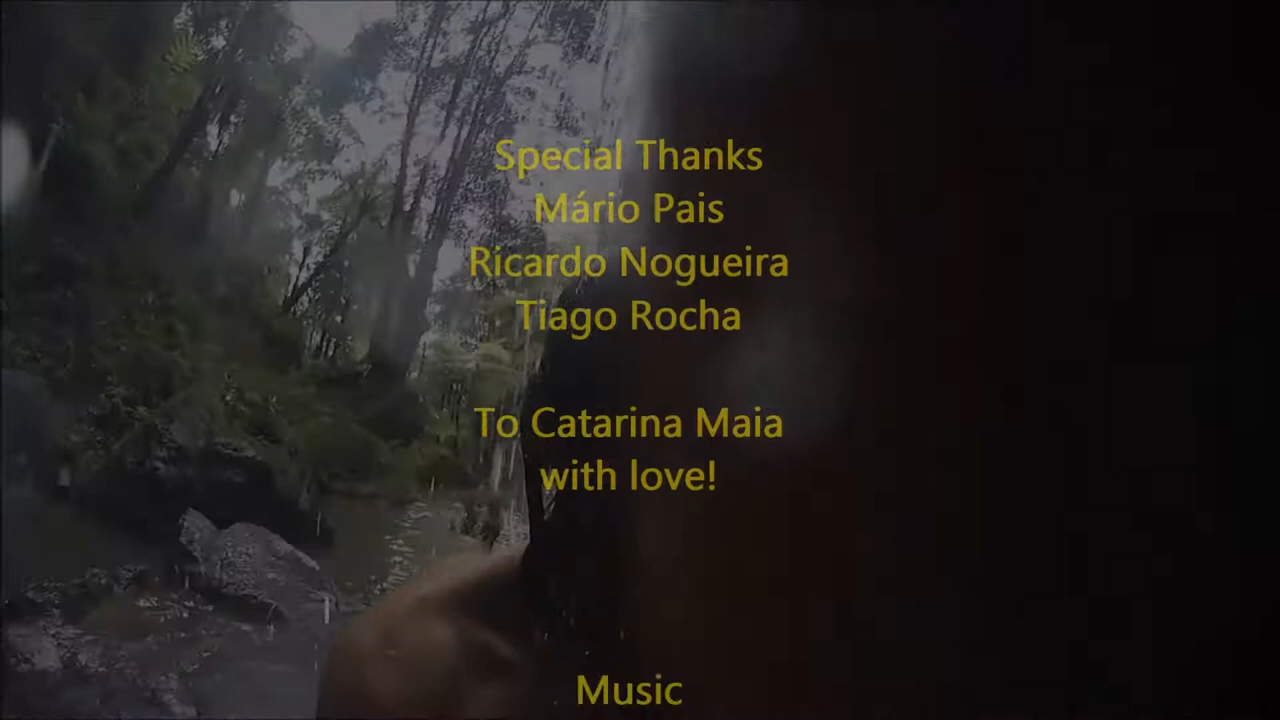 Special Thanks
Mário Pais
Ricardo Nogueira
Tiago Rocha
To Catarina Maia
with love!
Music